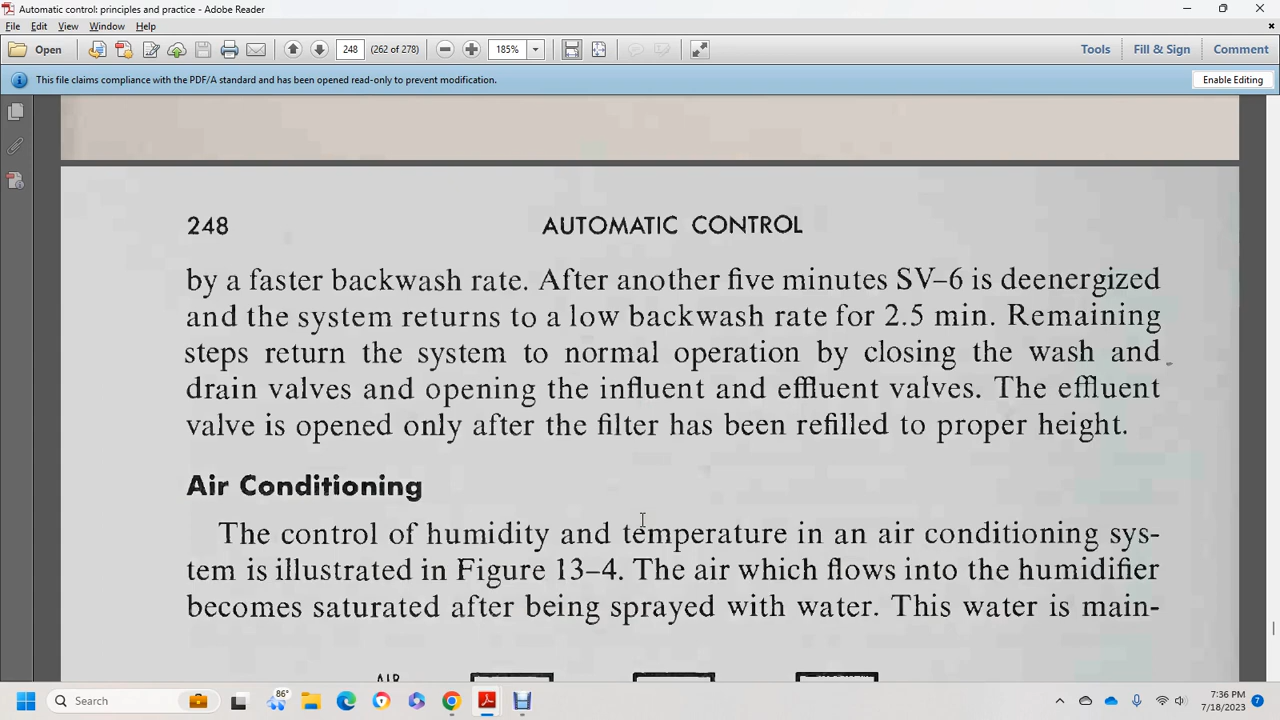 Automatic control: principles and practice - Adobe Reader
File Edit View Window Help
Open 248 (262 of 278) 185% Tools Fill & Sign Comment
This file claims compliance with the PDF/A standard and has been opened read-only to prevent modification. Enable Editing
248 AUTOMATIC CONTROL
by a faster backwash rate. After another five minutes SV–6 is deenergized
and the system returns to a low backwash rate for 2.5 min. Remaining
steps return the system to normal operation by closing the wash and
drain valves and opening the influent and effluent valves. The effluent
valve is opened only after the filter has been refilled to proper height.
Air Conditioning
The control of humidity and temperature in an air conditioning sys-
tem is illustrated in Figure 13–4. The air which flows into the humidifier
becomes saturated after being sprayed with water. This water is main-
AIR
Search 86° 7:36 PM
7/18/2023 7